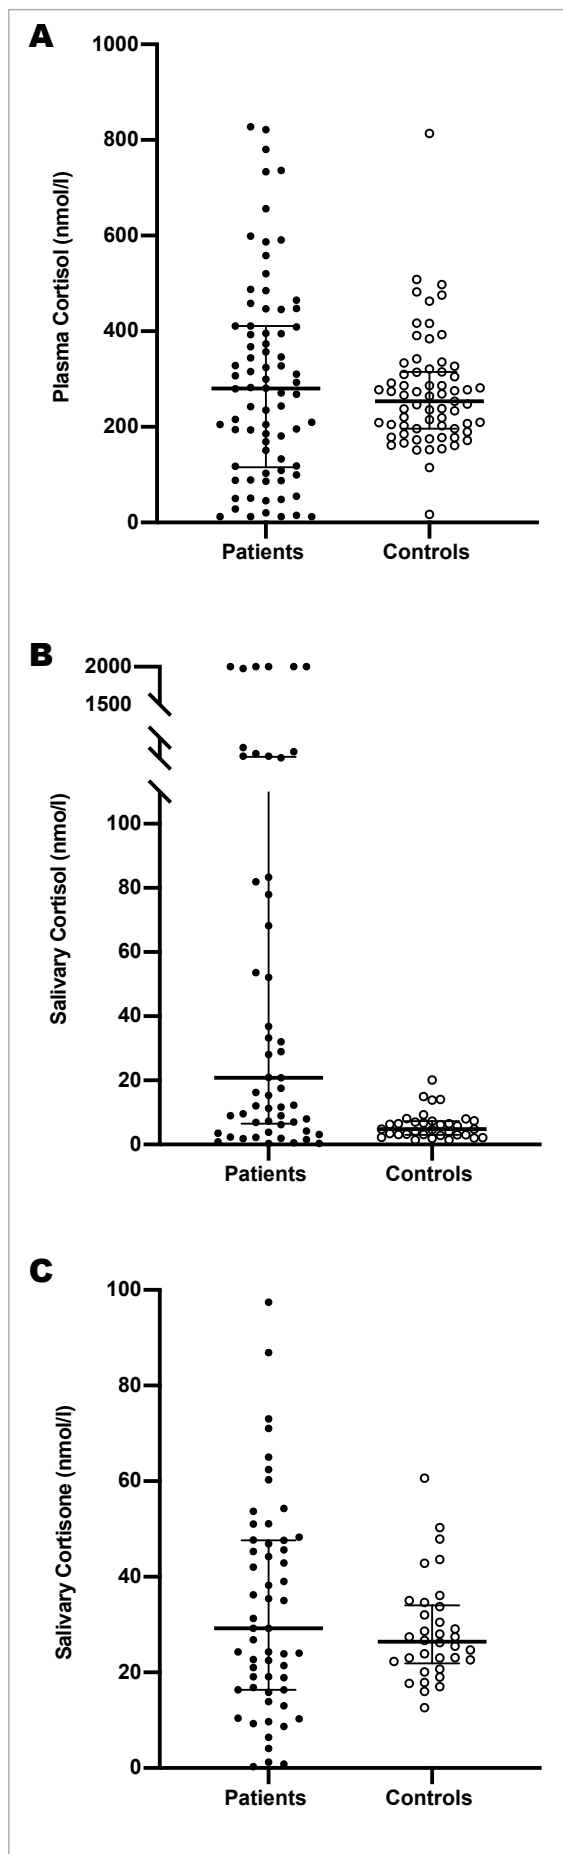 A
1000
800
600
400
200
0
Plasma Cortisol (nmol/l)
Patients
Controls
B
2000
1500
100
80
60
40
20
0
Salivary Cortisol (nmo/l)
Patients
Controls
C
100
80
60
40
20
0
Salivary Cortisone (nmol/l)
Patients
Controls